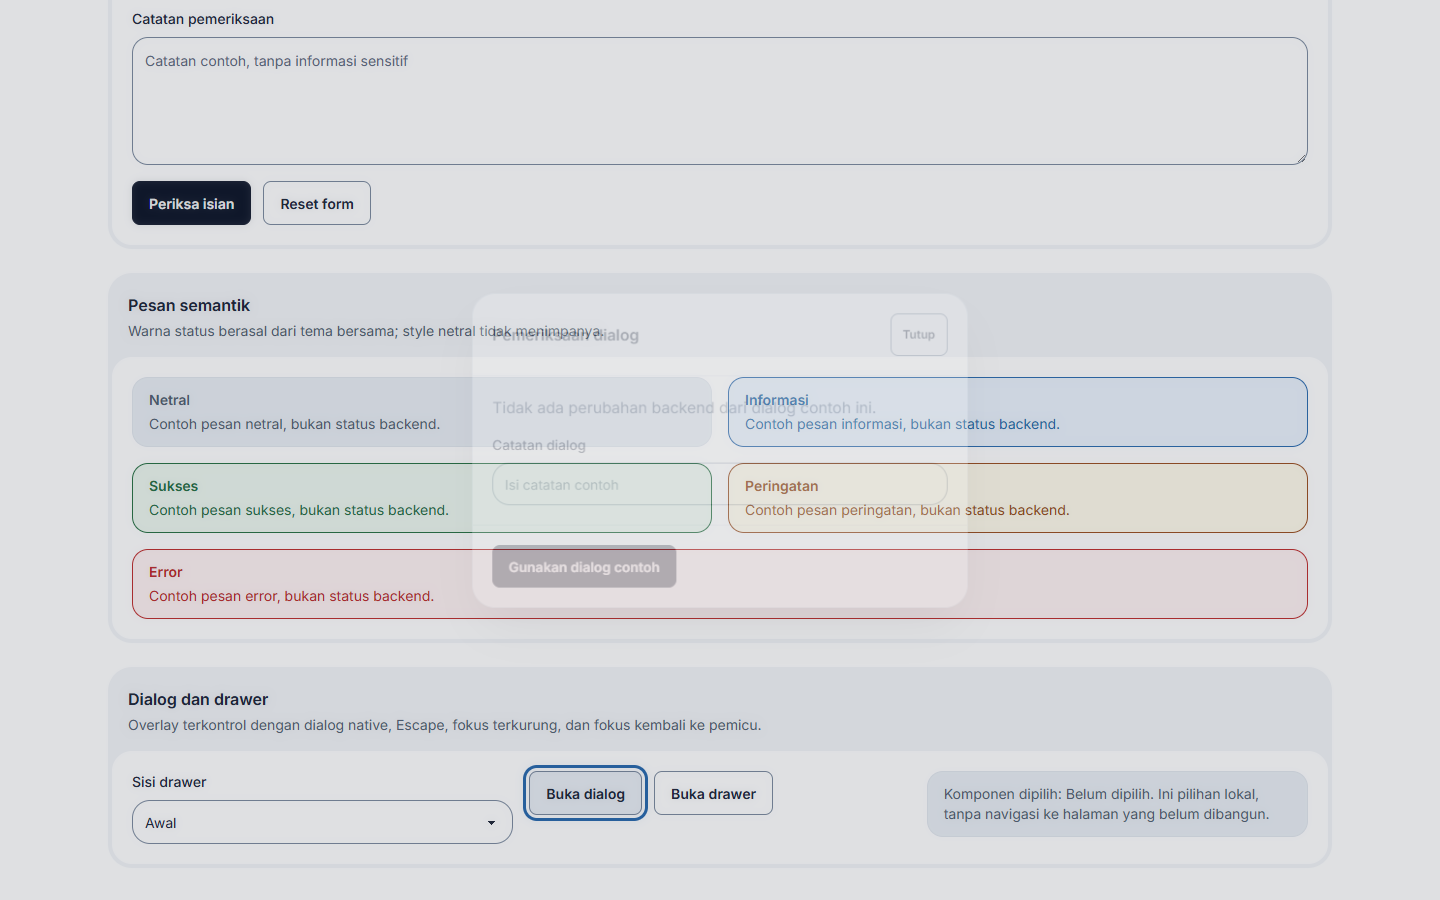 Catatan pemeriksaan
Catatan contoh, tanpa informasi sensitif
Periksa isian
Reset form
Pesan semantik
Warna status berasal dari tema bersama; style netral tidak menimpanya.
Pemeriksaan dialog
Tutup
Netral
Contoh pesan netral, bukan status backend.
Informasi
Contoh pesan informasi, bukan status backend.
Tidak ada perubahan backend dari dialog contoh ini.
Catatan dialog
Isi catatan contoh
Sukses
Contoh pesan sukses, bukan status backend.
Peringatan
Contoh pesan peringatan, bukan status backend.
Gunakan dialog contoh
Error
Contoh pesan error, bukan status backend.
Dialog dan drawer
Overlay terkontrol dengan dialog native, Escape, fokus terkurung, dan fokus kembali ke pemicu.
Sisi drawer
Awal
Buka dialog
Buka drawer
Komponen dipilih: Belum dipilih. Ini pilihan lokal,
tanpa navigasi ke halaman yang belum dibangun.